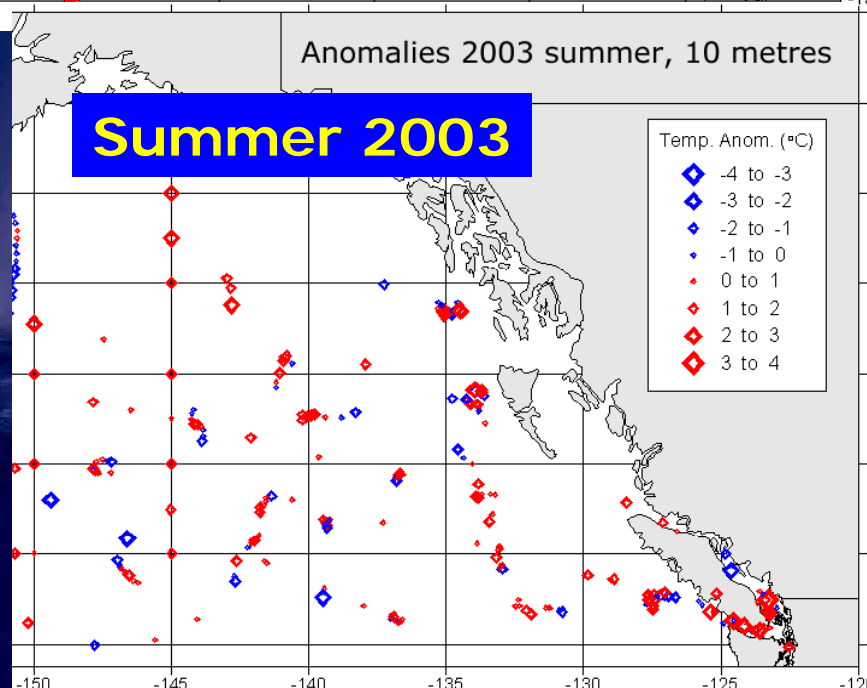 Anomalies 2003 summer, 10 metres
Summer 2003
Temp. Anom. (°C)
-4 to -3
-3 to -2
-2 to -1
-1 to 0
0 to 1
1 to 2
2 to 3
3 to 4
-150 -145 -140 -135 -130 -125